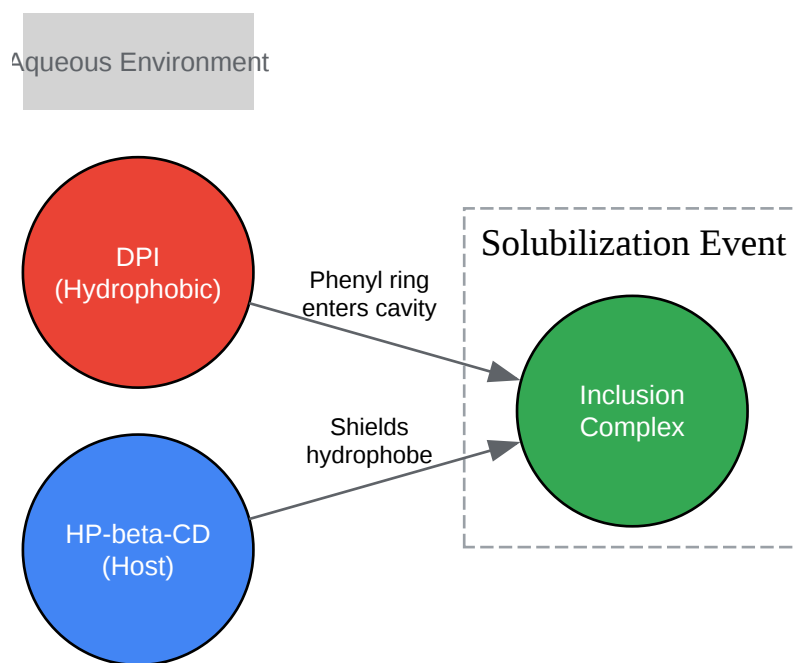 Aqueous Environment
DPI
(Hydrophobic)
Phenyl ring
enters cavity
Solubilization Event
Inclusion
Complex
Shields
hydrophobe
HP-beta-CD
(Host)